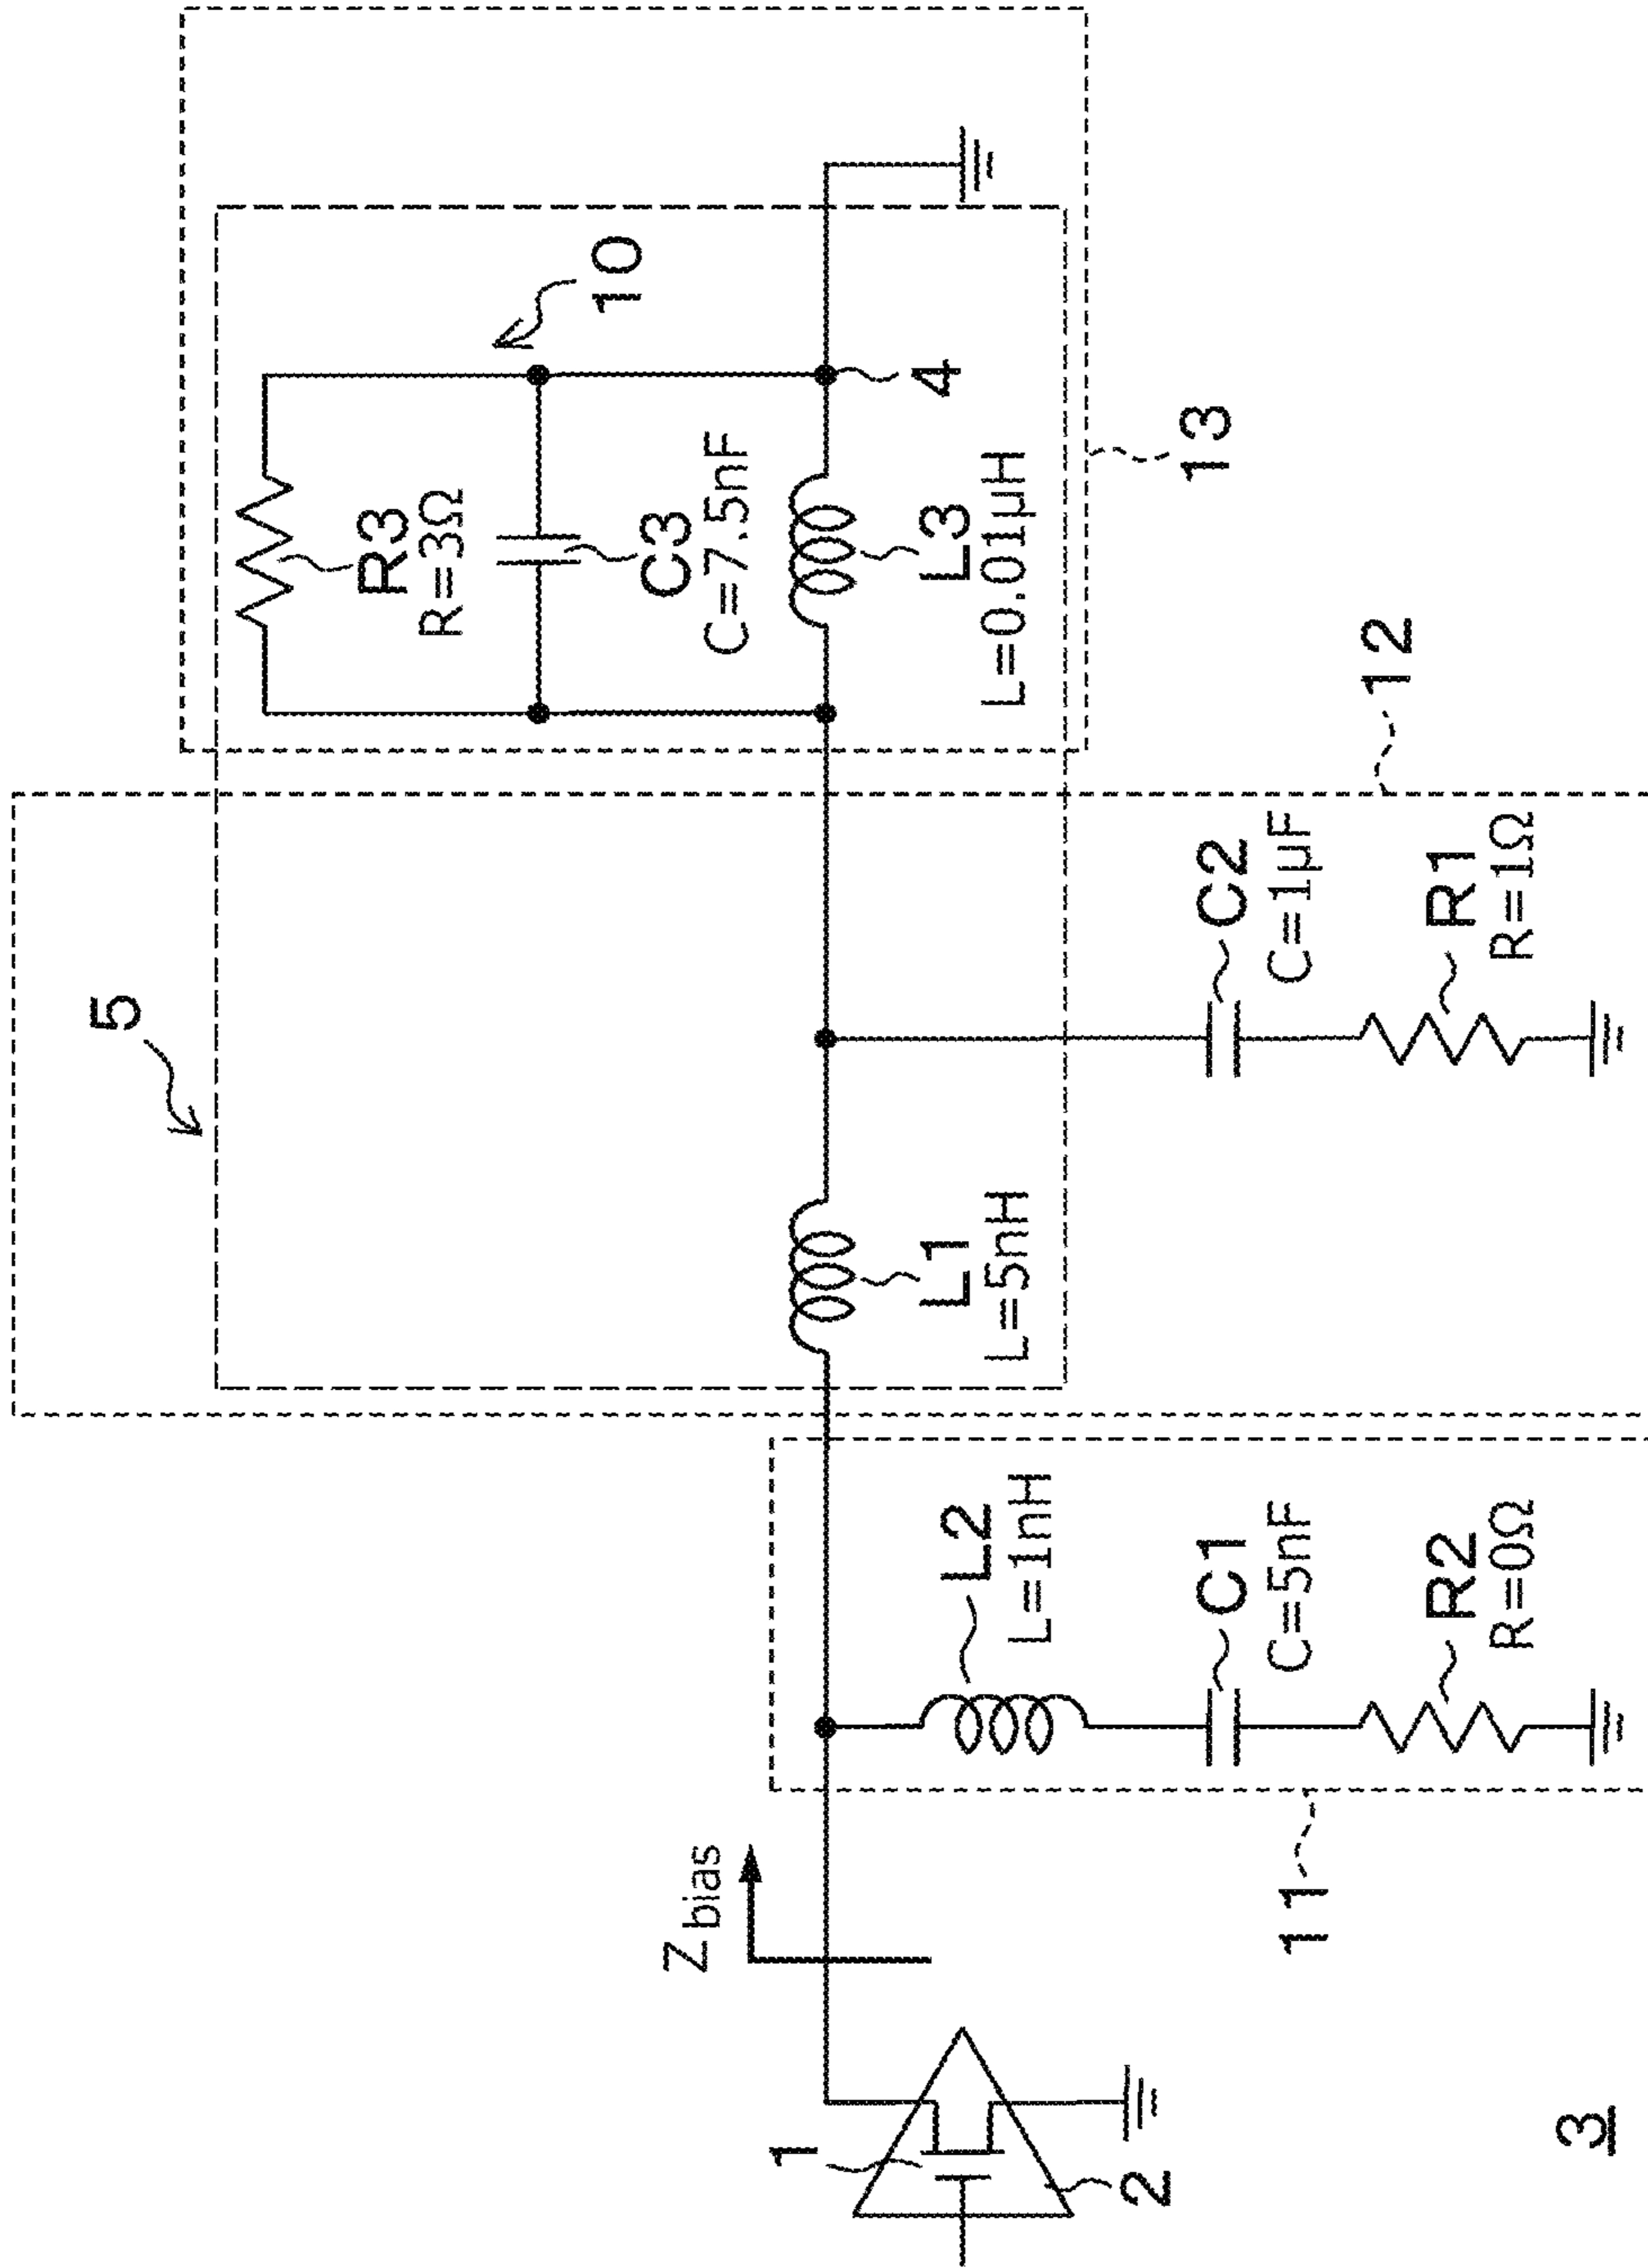 5
10
R3
R=3Ω
C3
C=7.5nF
L3
L=0.01μH
4
13
12
L1
L=5nH
C2
C=1μF
R1
R=1Ω
Zbias
L2
L=1nH
C1
C=5nF
R2
R=0Ω
11
1
2
3